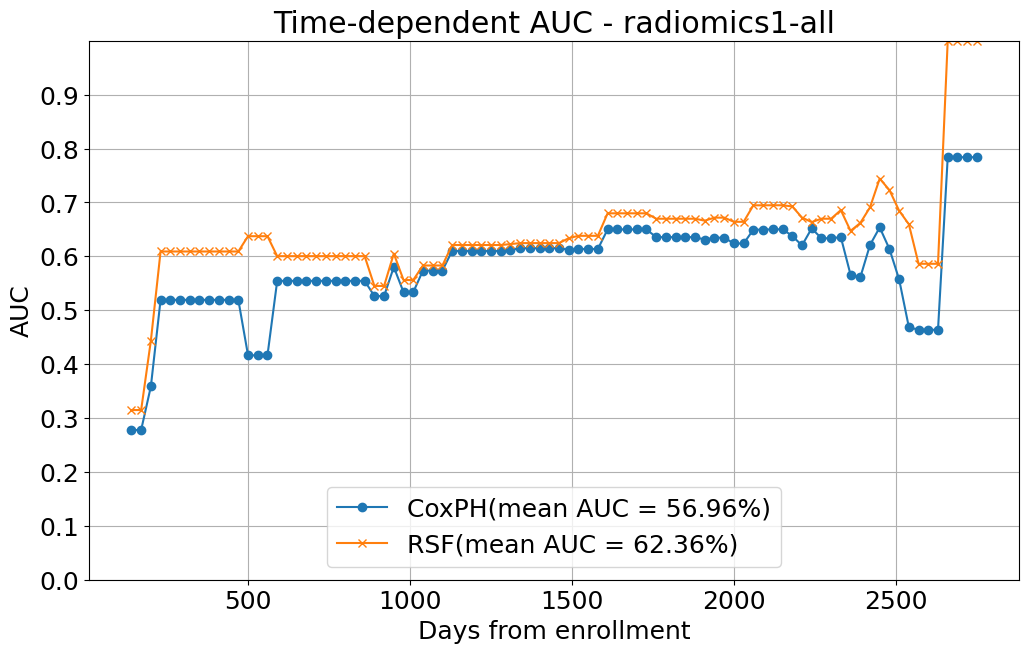 Time-dependent AUC - radiomics1-all
AUC
0.9
0.8
0.7
0.6
0.5
0.4
0.3
0.2
0.1
0.0
CoxPH(mean AUC = 56.96%)
RSF(mean AUC = 62.36%)
500 1000 1500 2000 2500
Days from enrollment